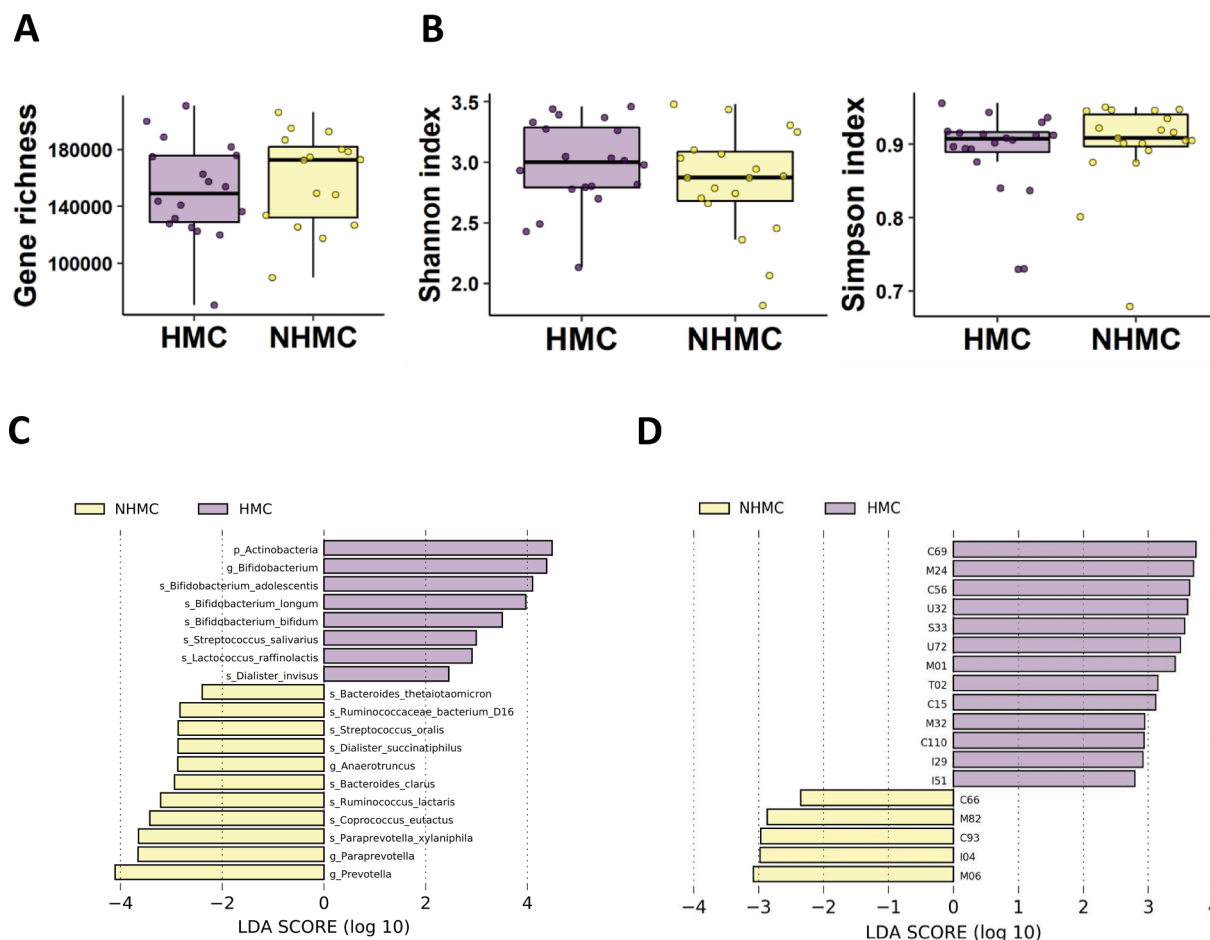 A
B
Gene richness
180000
140000
100000
HMC
NHMC
Shannon index
3.5
3.0
2.5
2.0
HMC
NHMC
Simpson index
0.9
0.8
0.7
HMC
NHMC
C
NHMC
HMC
p_Actinobacteria
g_Bifidobacterium
s_Bifidobacterium_adolescentis
s_Bifidobacterium_longum
s_Bifidobacterium_bifidum
s_Streptococcus_salivarius
s_Lactococcus_raffinolactis
s_Dialister_invisus
s_Bacteroides_thetaiotaomicron
s_Ruminococcaceae_bacterium_D16
s_Streptococcus_oralis
s_Dialister_succinatiphilus
g_Anaerotruncus
s_Bacteroides_clarus
s_Ruminococcus_lactaris
s_Coprococcus_eutactus
s_Paraprevotella_xylaniphila
g_Paraprevotella
g_Prevotella
−4 −2 0 2 4
LDA SCORE (log 10)
D
NHMC
HMC
C69
M24
C56
U32
S33
U72
M01
T02
C15
M32
C110
I29
I51
C66
M82
C93
I04
M06
−4 −3 −2 −1 0 1 2 3
LDA SCORE (log 10)